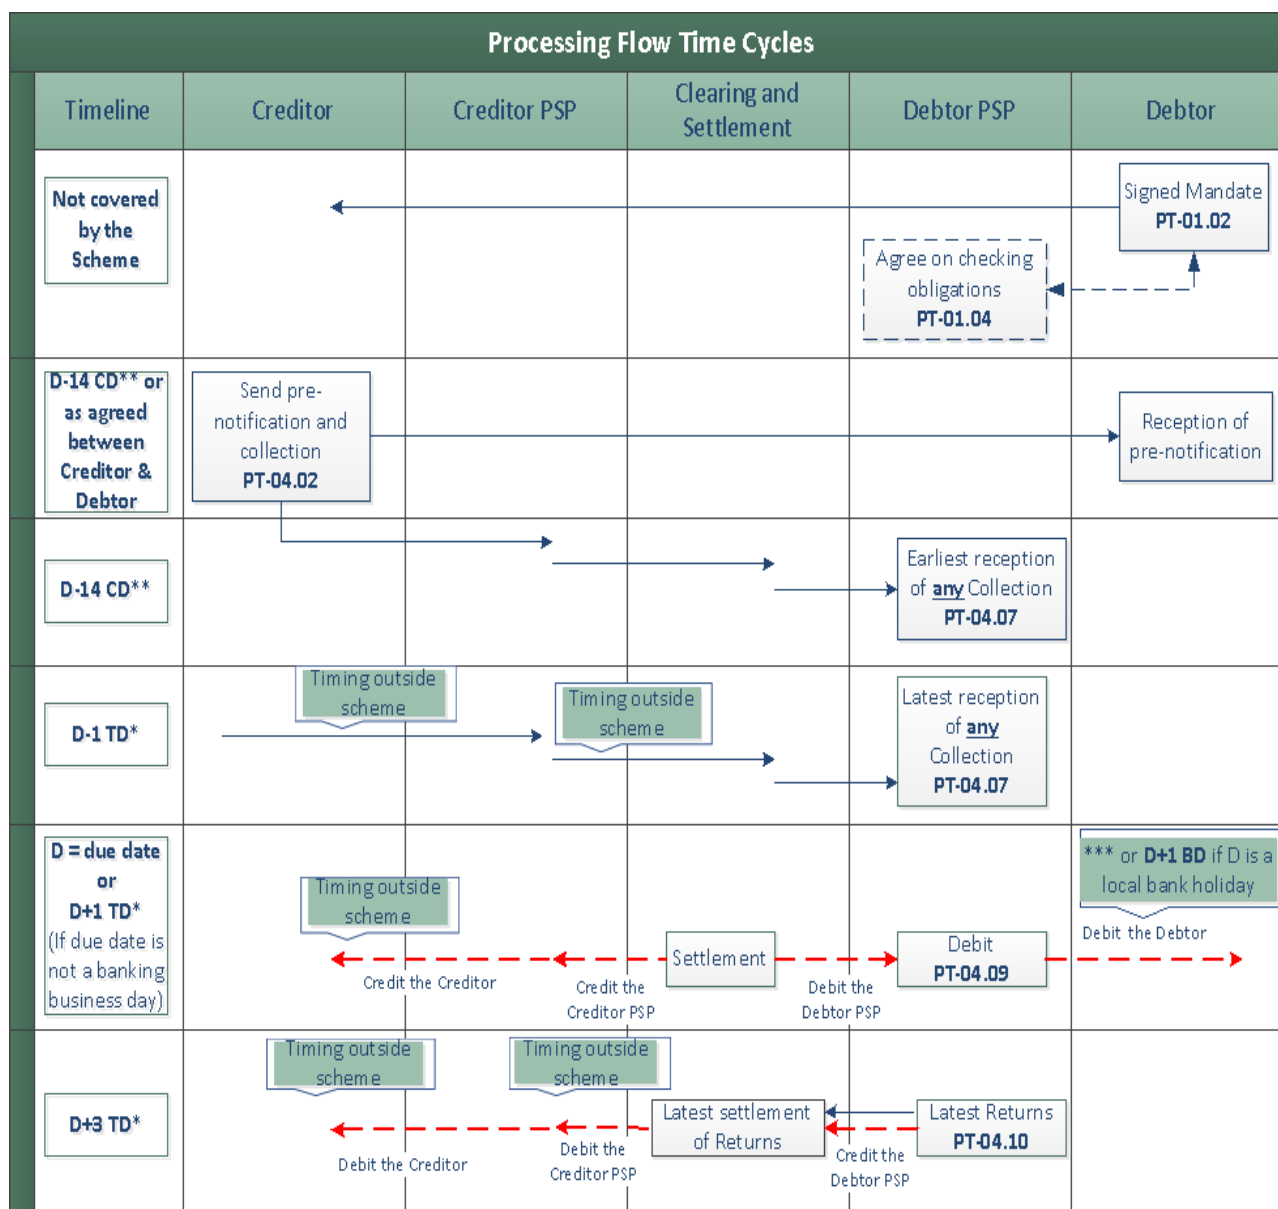 Processing Flow Time Cycles
Timeline
Creditor
Creditor PSP
Clearing and
Settlement
Debtor PSP
Debtor
Not covered
by the
Scheme
Signed Mandate
PT-01.02
Agree on checking
obligations
PT-01.04
D-14 CD** or
as agreed
between
Creditor &
Debtor
Send pre-
notification and
collection
PT-04.02
Reception of
pre-notification
D-14 CD**
Earliest reception
of any Collection
PT-04.07
D-1 TD*
Timing outside
scheme
Timing outside
scheme
Latest reception
of any
Collection
PT-04.07
D = due date
or
D+1 TD*
(If due date is
not a banking
business day)
Timing outside
scheme
Credit the Creditor
Credit the
Creditor PSP
Settlement
Debit the
Debtor PSP
Debit
PT-04.09
*** or D+1 BD if D is a
local bank holiday
Debit the Debtor
D+3 TD*
Timing outside
scheme
Timing outside
scheme
Debit the Creditor
Debit the
Creditor PSP
Latest settlement
of Returns
Credit the
Debtor PSP
Latest Returns
PT-04.10